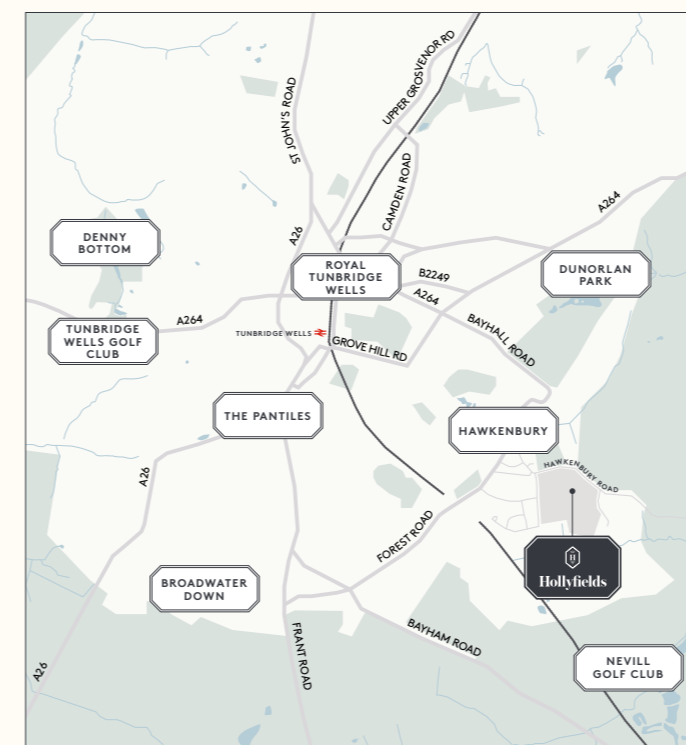 UPPER GROSVENOR RD
ST JOHN'S ROAD
CAMDEN ROAD
A264
DENNY
BOTTOM
A26
ROYAL
TUNBRIDGE
WELLS
B2249
DUNORLAN
PARK
A264
TUNBRIDGE
WELLS GOLF
CLUB
A264
TUNBRIDGE WELLS
GROVE HILL RD
BAYHALL ROAD
THE PANTILES
HAWKENBURY
A26
HAWKENBURY ROAD
FOREST ROAD
H
Hollyfields
BROADWATER
DOWN
FRANT ROAD
BAYHAM ROAD
A26
NEVILL
GOLF CLUB